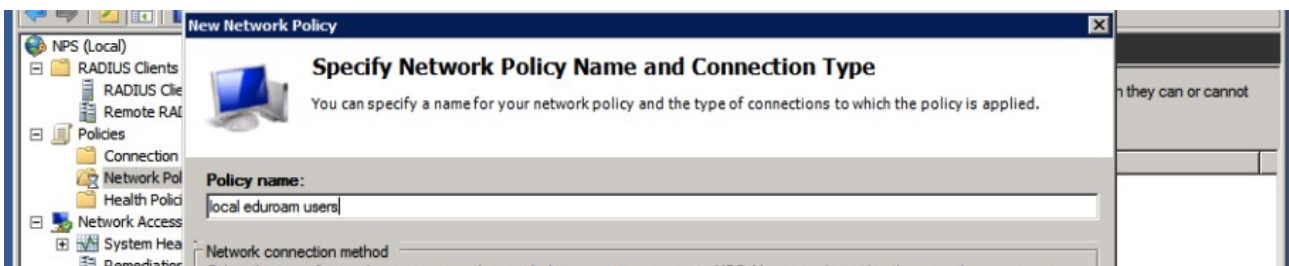 New Network Policy
NPS (Local)
RADIUS Clients
RADIUS Clie
Remote RAD
Policies
Connection
Network Pol
Health Polici
Network Access
System Hea
Specify Network Policy Name and Connection Type
You can specify a name for your network policy and the type of connections to which the policy is applied.
Policy name:
local eduroam users
Network connection method
n they can or cannot